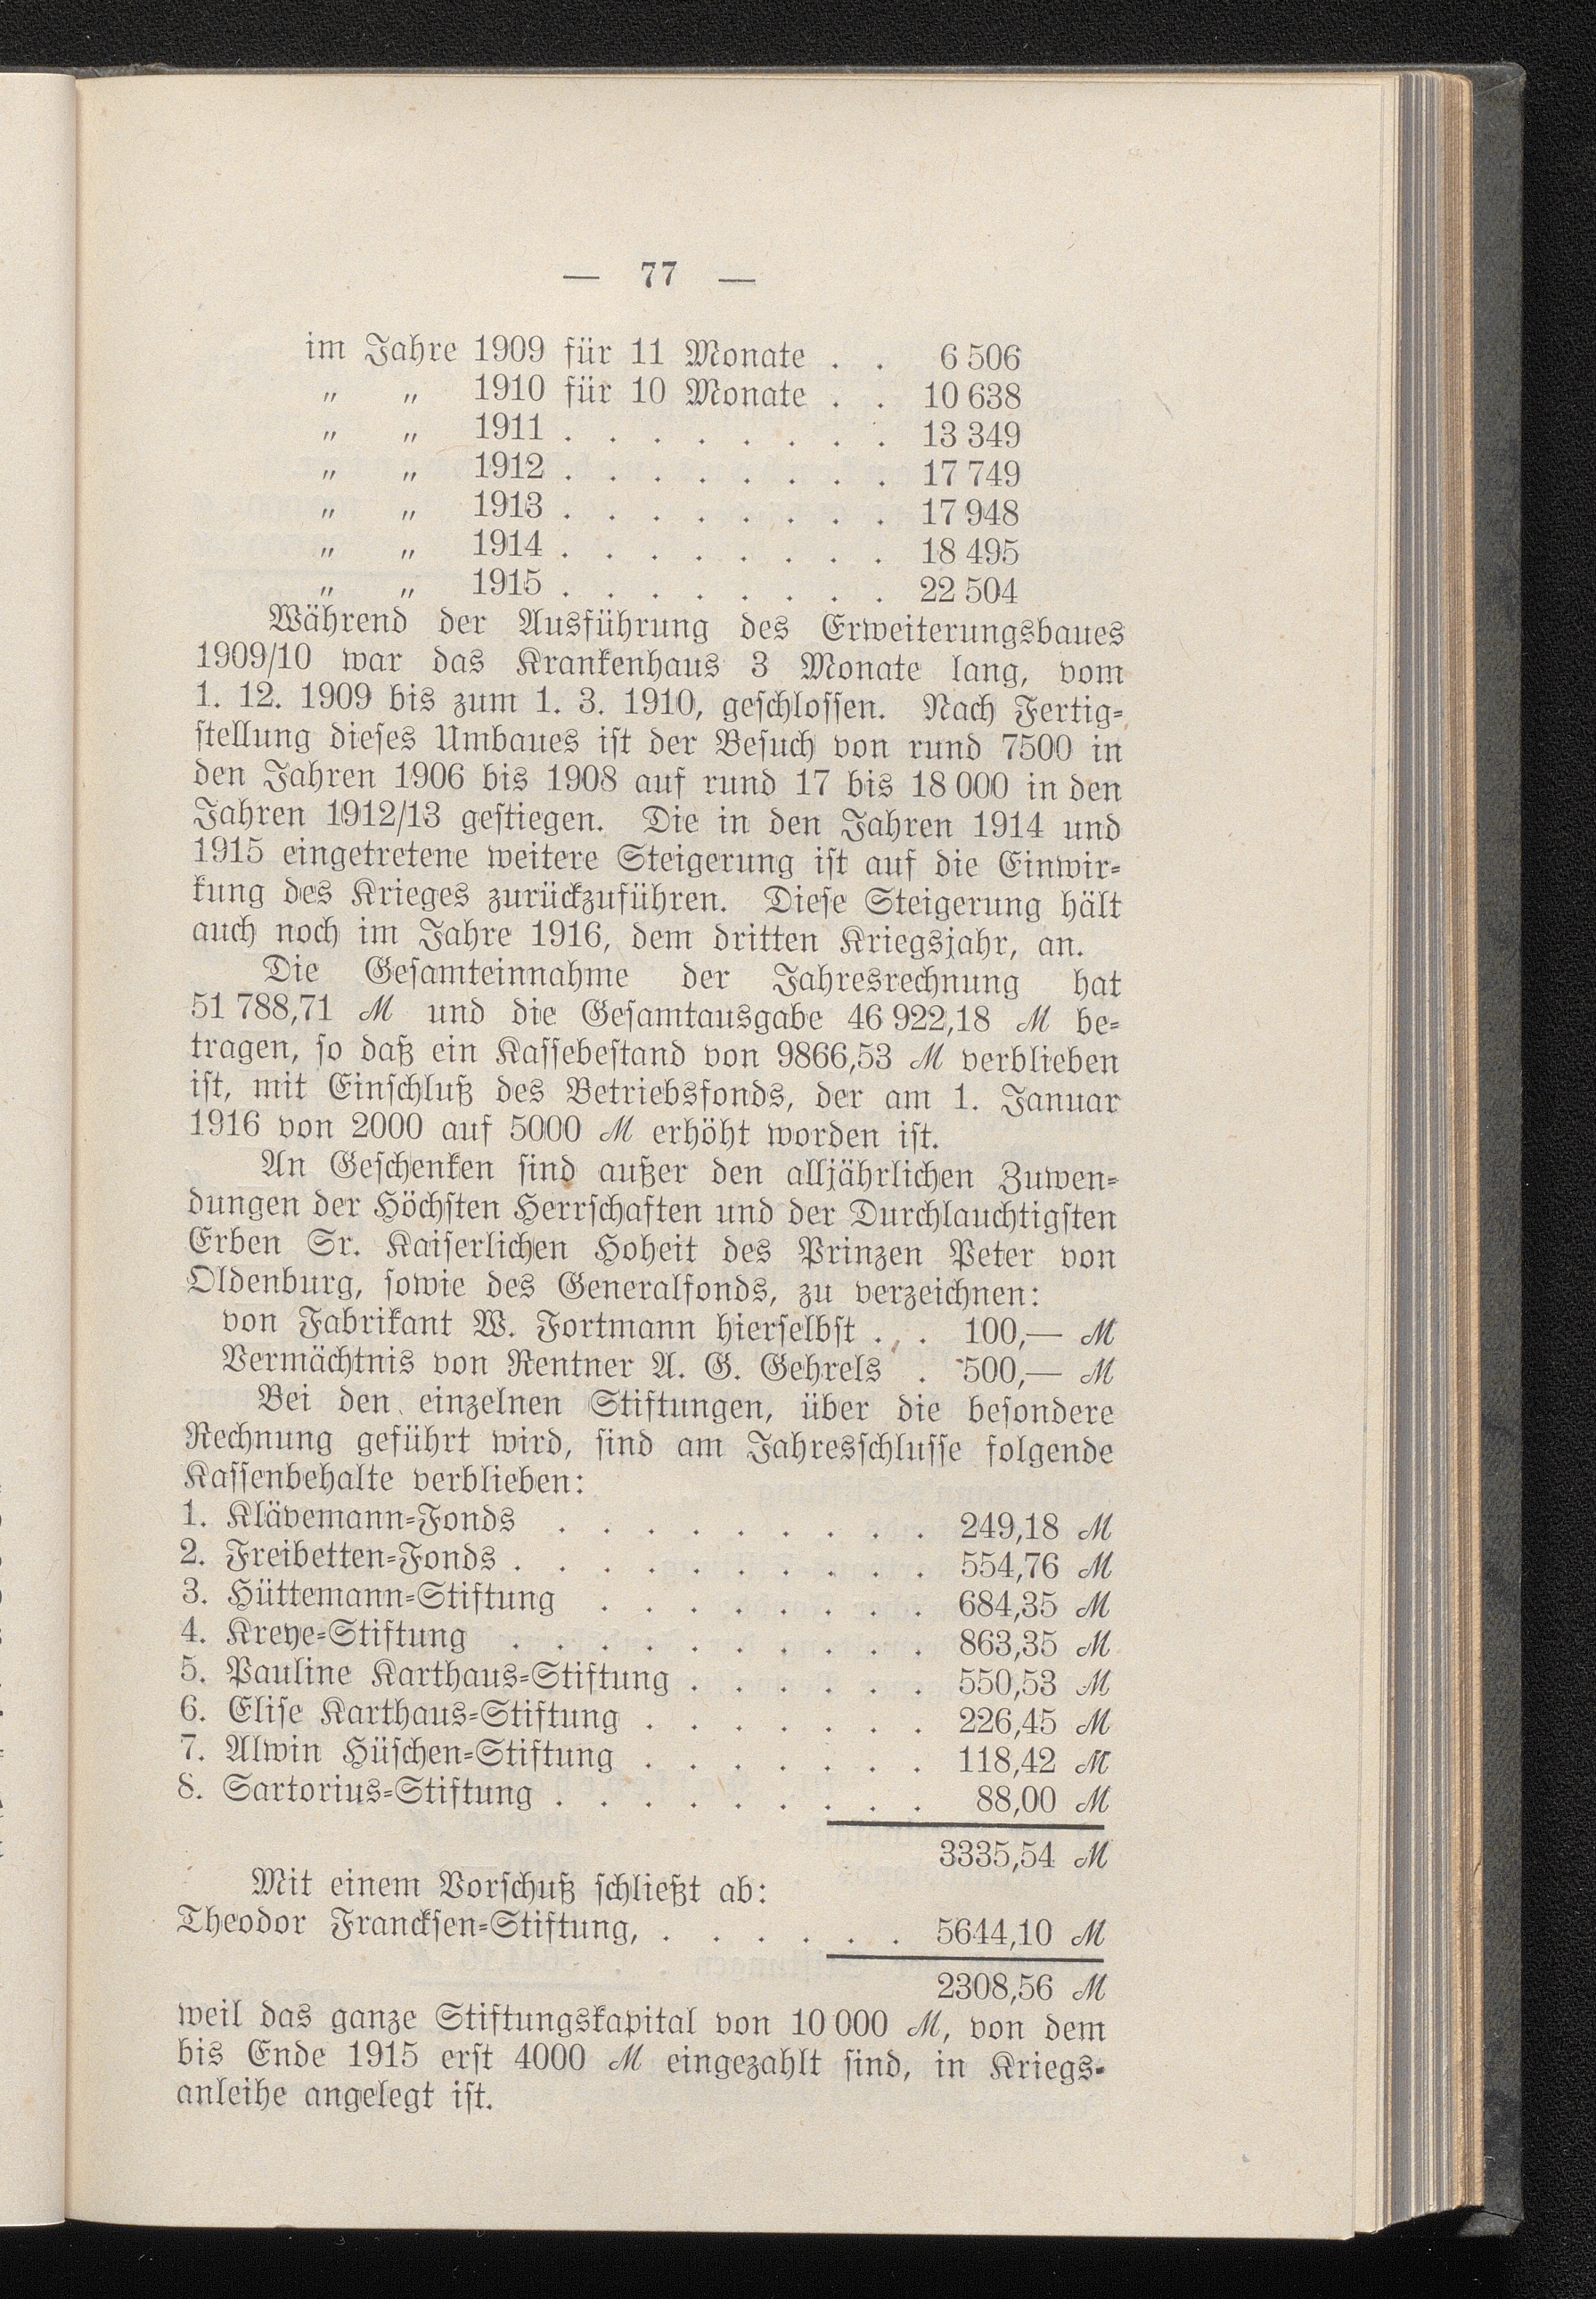 — 77 —
im Jahre 1909 für 11 Monate . . 6 506
„ „ 1910 für 10 Monate . . 10 638
„ „ 1911 . . . . . . . . 13 349
„ „ 1912 . . . . . . . . 17 749
„ „ 1913 . . . . . . . . 17 948
„ „ 1914 . . . . . . . . 18 495
„ „ 1915 . . . . . . . . 22 504
Während der Ausführung des Erweiterungsbaues
1909/10 war das Krankenhaus 3 Monate lang, vom
1. 12. 1909 bis zum 1. 3. 1910, geschlossen. Nach Fertig-
stellung dieses Umbaues ist der Besuch von rund 7500 in
den Jahren 1906 bis 1908 auf rund 17 bis 18 000 in den
Jahren 1912/13 gestiegen. Die in den Jahren 1914 und
1915 eingetretene weitere Steigerung ist auf die Einwir-
kung des Krieges zurückzuführen. Diese Steigerung hält
auch noch im Jahre 1916, dem dritten Kriegsjahr, an.
Die Gesamteinnahme der Jahresrechnung hat
51 788,71 ℳ und die Gesamtausgabe 46 922,18 ℳ be-
tragen, so daß ein Kassebestand von 9866,53 ℳ verblieben
ist, mit Einschluß des Betriebsfonds, der am 1. Januar
1916 von 2000 auf 5000 ℳ erhöht worden ist.
An Geschenken sind außer den alljährlichen Zuwen-
dungen der Höchsten Herrschaften und der Durchlauchtigsten
Erben Sr. Kaiserlichen Hoheit des Prinzen Peter von
Oldenburg, sowie des Generalfonds, zu verzeichnen:
von Fabrikant W. Fortmann hierselbst . . 100,— ℳ
Vermächtnis von Rentner A. G. Gehrels . 500,— ℳ
Bei den einzelnen Stiftungen, über die besondere
Rechnung geführt wird, sind am Jahresschlusse folgende
Kassenbehalte verblieben:
1. Klävemann-Fonds . . . . . . . . . 249,18 ℳ
2. Freibetten-Fonds . . . . . . . . . . 554,76 ℳ
3. Hüttemann-Stiftung . . . . . . . . 684,35 ℳ
4. Kreye-Stiftung . . . . . . . . . . 863,35 ℳ
5. Pauline Karthaus-Stiftung . . . . . . 550,53 ℳ
6. Elise Karthaus-Stiftung . . . . . . . 226,45 ℳ
7. Alwin Hüschen-Stiftung . . . . . . . 118,42 ℳ
8. Sartorius-Stiftung . . . . . . . . . 88,00 ℳ
3335,54 ℳ
Mit einem Vorschuß schließt ab:
Theodor Francksen-Stiftung, . . . . . . 5644,10 ℳ
2308,56 ℳ
weil das ganze Stiftungskapital von 10 000 ℳ, von dem
bis Ende 1915 erst 4000 ℳ eingezahlt sind, in Kriegs-
anleihe angelegt ist.